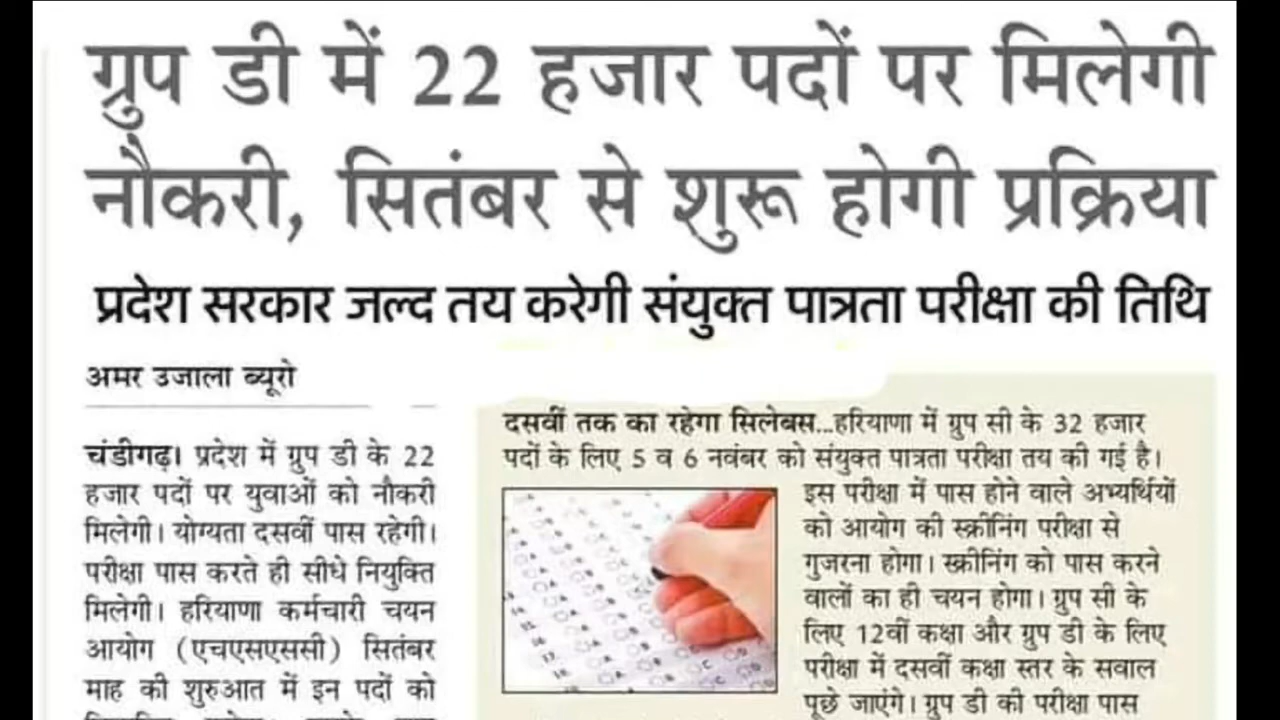 ग्रुप डी में 22 हजार पदों पर मिलेगी
नौकरी, सितंबर से शुरू होगी प्रक्रिया
प्रदेश सरकार जल्द तय करेगी संयुक्त पात्रता परीक्षा की तिथि
अमर उजाला ब्यूरो
चंडीगढ़। प्रदेश में ग्रुप डी के 22
हजार पदों पर युवाओं को नौकरी
मिलेगी। योग्यता दसवीं पास रहेगी।
परीक्षा पास करते ही सीधे नियुक्ति
मिलेगी। हरियाणा कर्मचारी चयन
आयोग (एचएसएससी) सितंबर
माह की शुरुआत में इन पदों को
दसवीं तक का रहेगा सिलेबस...हरियाणा में ग्रुप सी के 32 हजार
पदों के लिए 5 व 6 नवंबर को संयुक्त पात्रता परीक्षा तय की गई है।
इस परीक्षा में पास होने वाले अभ्यर्थियों
को आयोग की स्क्रीनिंग परीक्षा से
गुजरना होगा। स्क्रीनिंग को पास करने
वालों का ही चयन होगा। ग्रुप सी के
लिए 12वीं कक्षा और ग्रुप डी के लिए
परीक्षा में दसवीं कक्षा स्तर के सवाल
पूछे जाएंगे। ग्रुप डी की परीक्षा पास